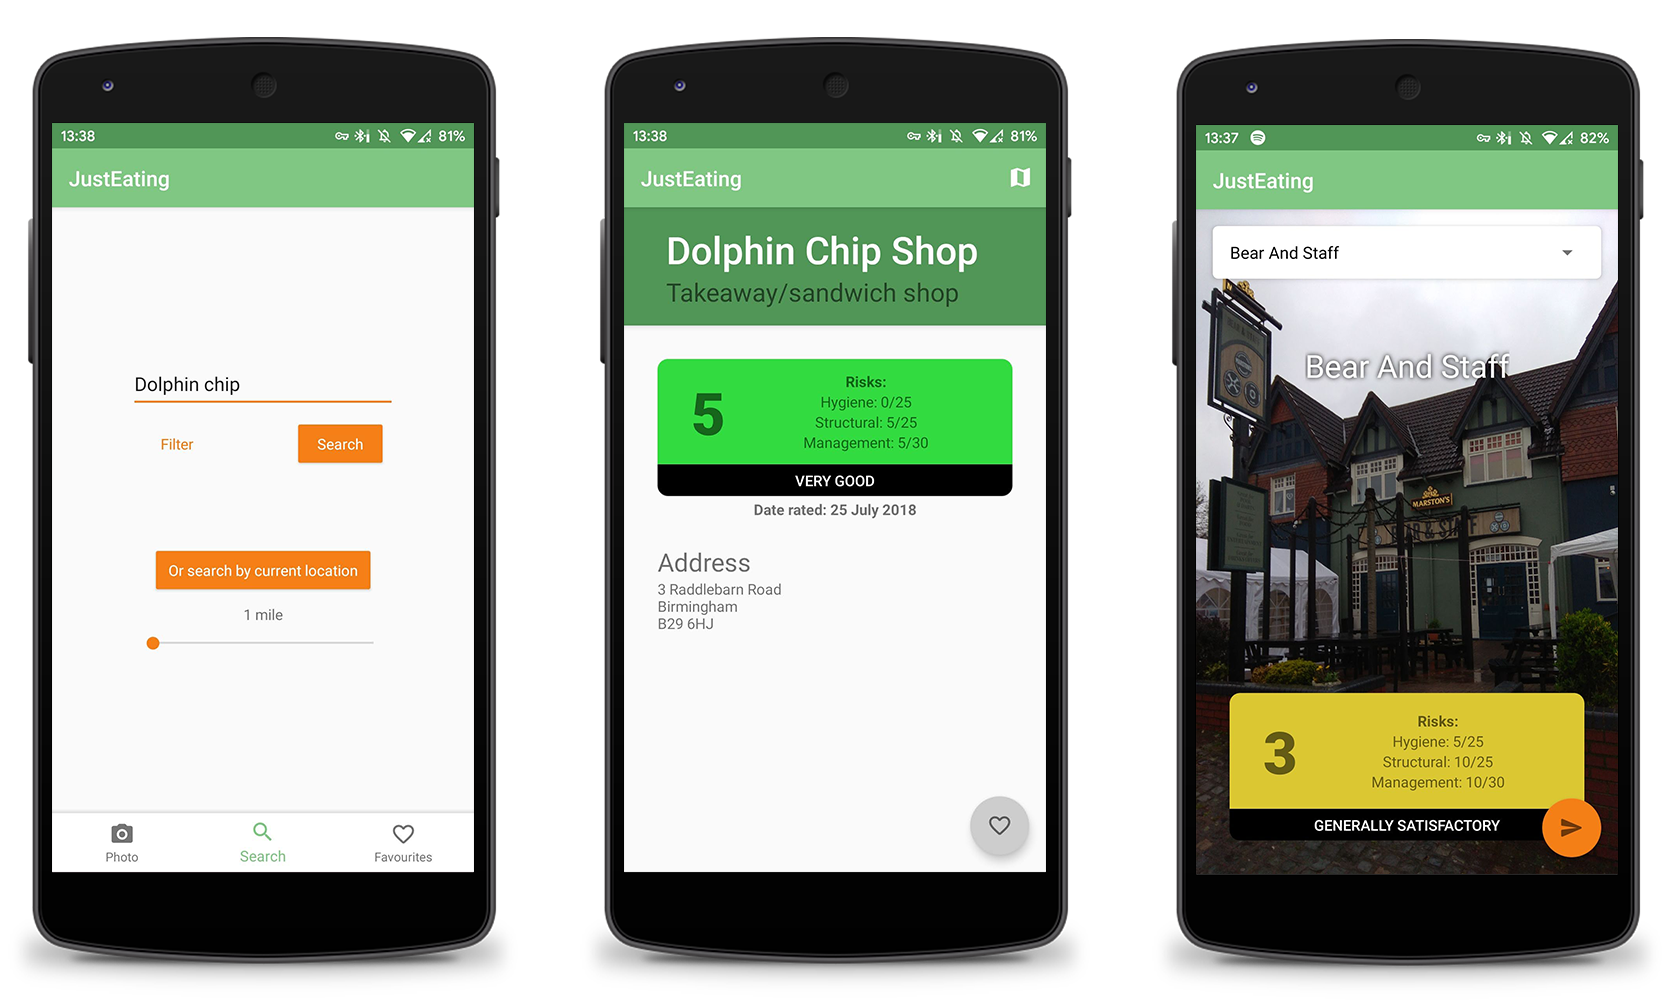 13:38
81%
JustEating
Dolphin chip
Filter
Search
Or search by current location
1 mile
Photo
Search
Favourites
13:38
81%
JustEating
Dolphin Chip Shop
Takeaway/sandwich shop
5
Risks:
Hygiene: 0/25
Structural: 5/25
Management: 5/30
VERY GOOD
Date rated: 25 July 2018
Address
3 Raddlebarn Road
Birmingham
B29 6HJ
13:37
82%
JustEating
Bear And Staff
Bear And Staff
MARSTON'S
3
Risks:
Hygiene: 5/25
Structural: 10/25
Management: 10/30
GENERALLY SATISFACTORY